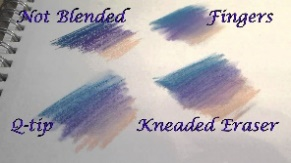 Not Blended
Fingers
Q-tip
Kneaded Eraser